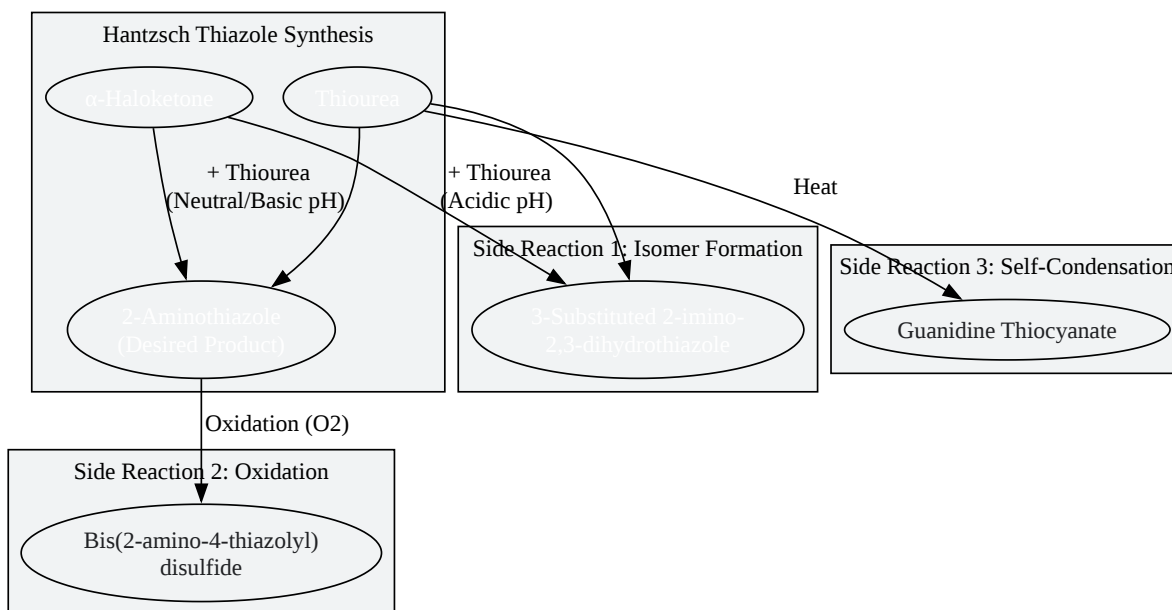 Hantzsch Thiazole Synthesis
α-Haloketone
Thiourea
+ Thiourea
(Neutral/Basic pH)
+ Thiourea
(Acidic pH)
Heat
Side Reaction 1: Isomer Formation
Side Reaction 3: Self-Condensation
2-Aminothiazole
(Desired Product)
3-Substituted 2-imino-
2,3-dihydrothiazole
Guanidine Thiocyanate
Oxidation (O2)
Side Reaction 2: Oxidation
Bis(2-amino-4-thiazolyl)
disulfide